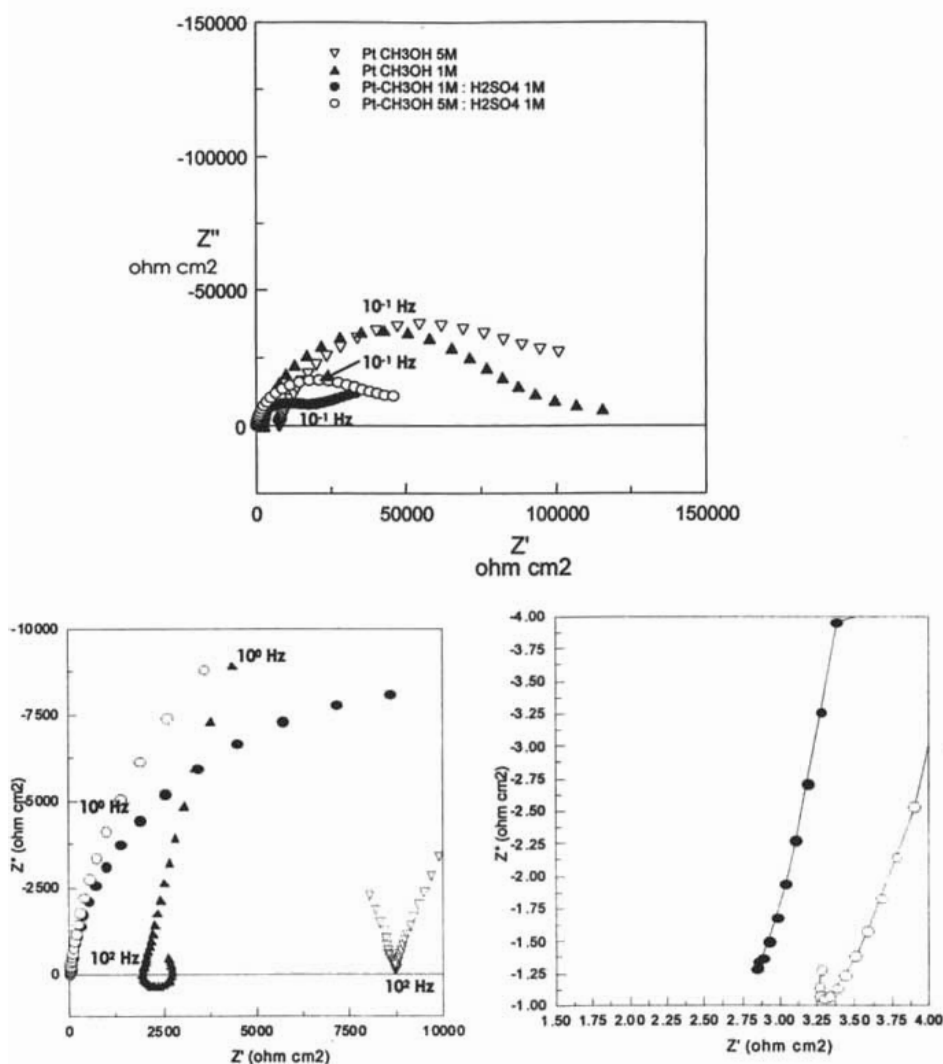 -150000
-100000
-50000
0
Z''
ohm cm2
Pt CH3OH 5M
Pt CH3OH 1M
Pt-CH3OH 1M : H2SO4 1M
Pt-CH3OH 5M : H2SO4 1M
10⁻¹ Hz
10⁻¹ Hz
10⁻¹ Hz
0 50000 100000 150000
Z'
ohm cm2
-10000
-7500
-5000
-2500
0
Z" (ohm cm2)
10⁰ Hz
10⁰ Hz
10² Hz
10² Hz
0 2500 5000 7500 10000
Z' (ohm cm2)
-4.00
-3.75
-3.50
-3.25
-3.00
-2.75
-2.50
-2.25
-2.00
-1.75
-1.50
-1.25
-1.00
Z" (ohm cm2)
1.50 1.75 2.00 2.25 2.50 2.75 3.00 3.25 3.50 3.75 4.00
Z' (ohm cm2)